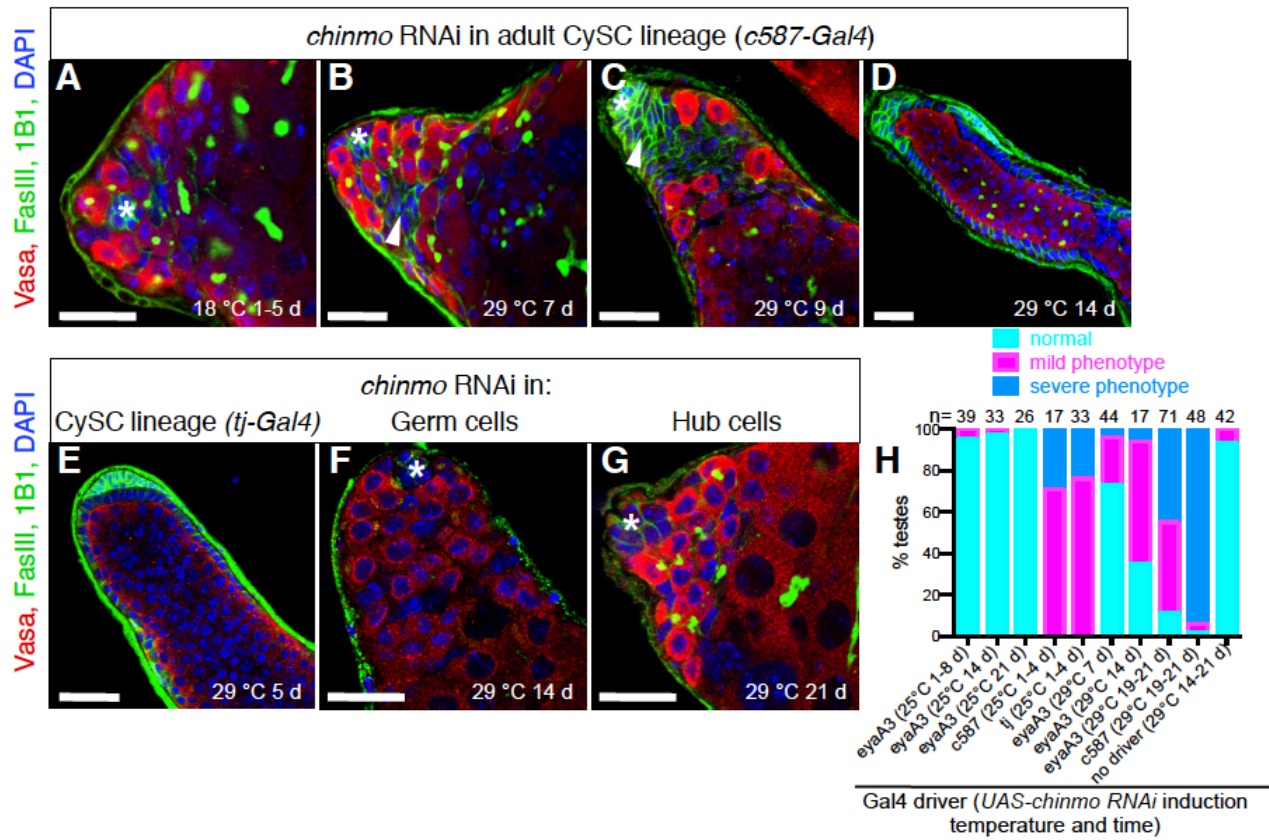 chinmo RNAi in adult CySC lineage (c587-Gal4)
Vasa, FasIII, 1B1, DAPI
A
*
18 °C 1-5 d
B
*
29 °C 7 d
C
*
29 °C 9 d
D
29 °C 14 d
chinmo RNAi in:
CySC lineage (tj-Gal4)
Germ cells
Hub cells
Vasa, FasIII, 1B1, DAPI
E
29 °C 5 d
F
*
29 °C 14 d
G
*
29 °C 21 d
normal
mild phenotype
severe phenotype
n= 39 33 26 17 33 44 17 71 48 42
H
% testes
100
80
60
40
20
0
eyaA3 (25°C 1-8 d)
eyaA3 (25°C 14 d)
eyaA3 (25°C 21 d)
c587 (25°C 1-4 d)
tj (25°C 1-4 d)
eyaA3 (29°C 7 d)
eyaA3 (29°C 14 d)
eyaA3 (29°C 19-21 d)
c587 (29°C 19-21 d)
no driver (29°C 14-21 d)
Gal4 driver (UAS-chinmo RNAi induction
temperature and time)